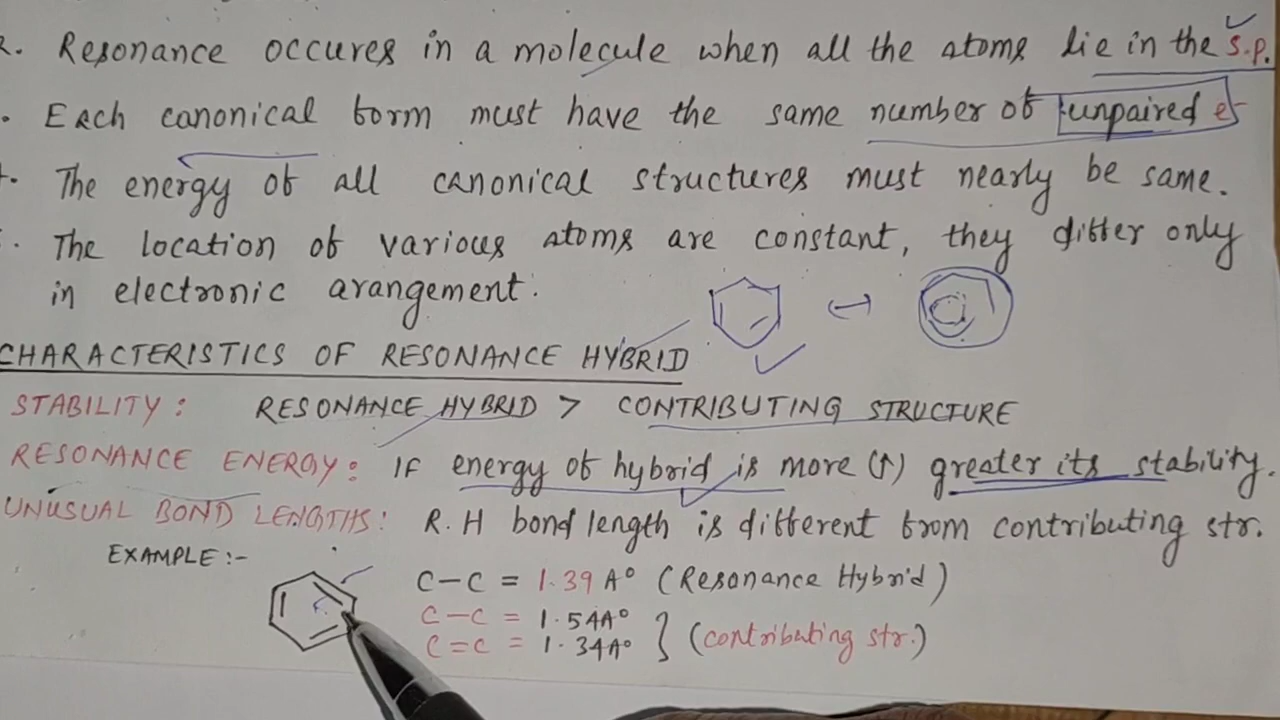 2. Resonance occures in a molecule when all the atoms lie in the s.p.
. Each canonical form must have the same number of unpaired e-
. The energy of all canonical structures must nearly be same.
. The location of various atoms are constant, they differ only
in electronic arangement.
CHARACTERISTICS OF RESONANCE HYBRID
STABILITY: RESONANCE HYBRID > CONTRIBUTING STRUCTURE
RESONANCE ENERGY: IF energy of hybrid is more (↑) greater its stability.
UNUSUAL BOND LENGTHS: R.H bond length is different from contributing str.
EXAMPLE:-
C-C = 1.39 A° (Resonance Hybrid)
C-C = 1.54A°
C=C = 1.34A° } (contributing str.)